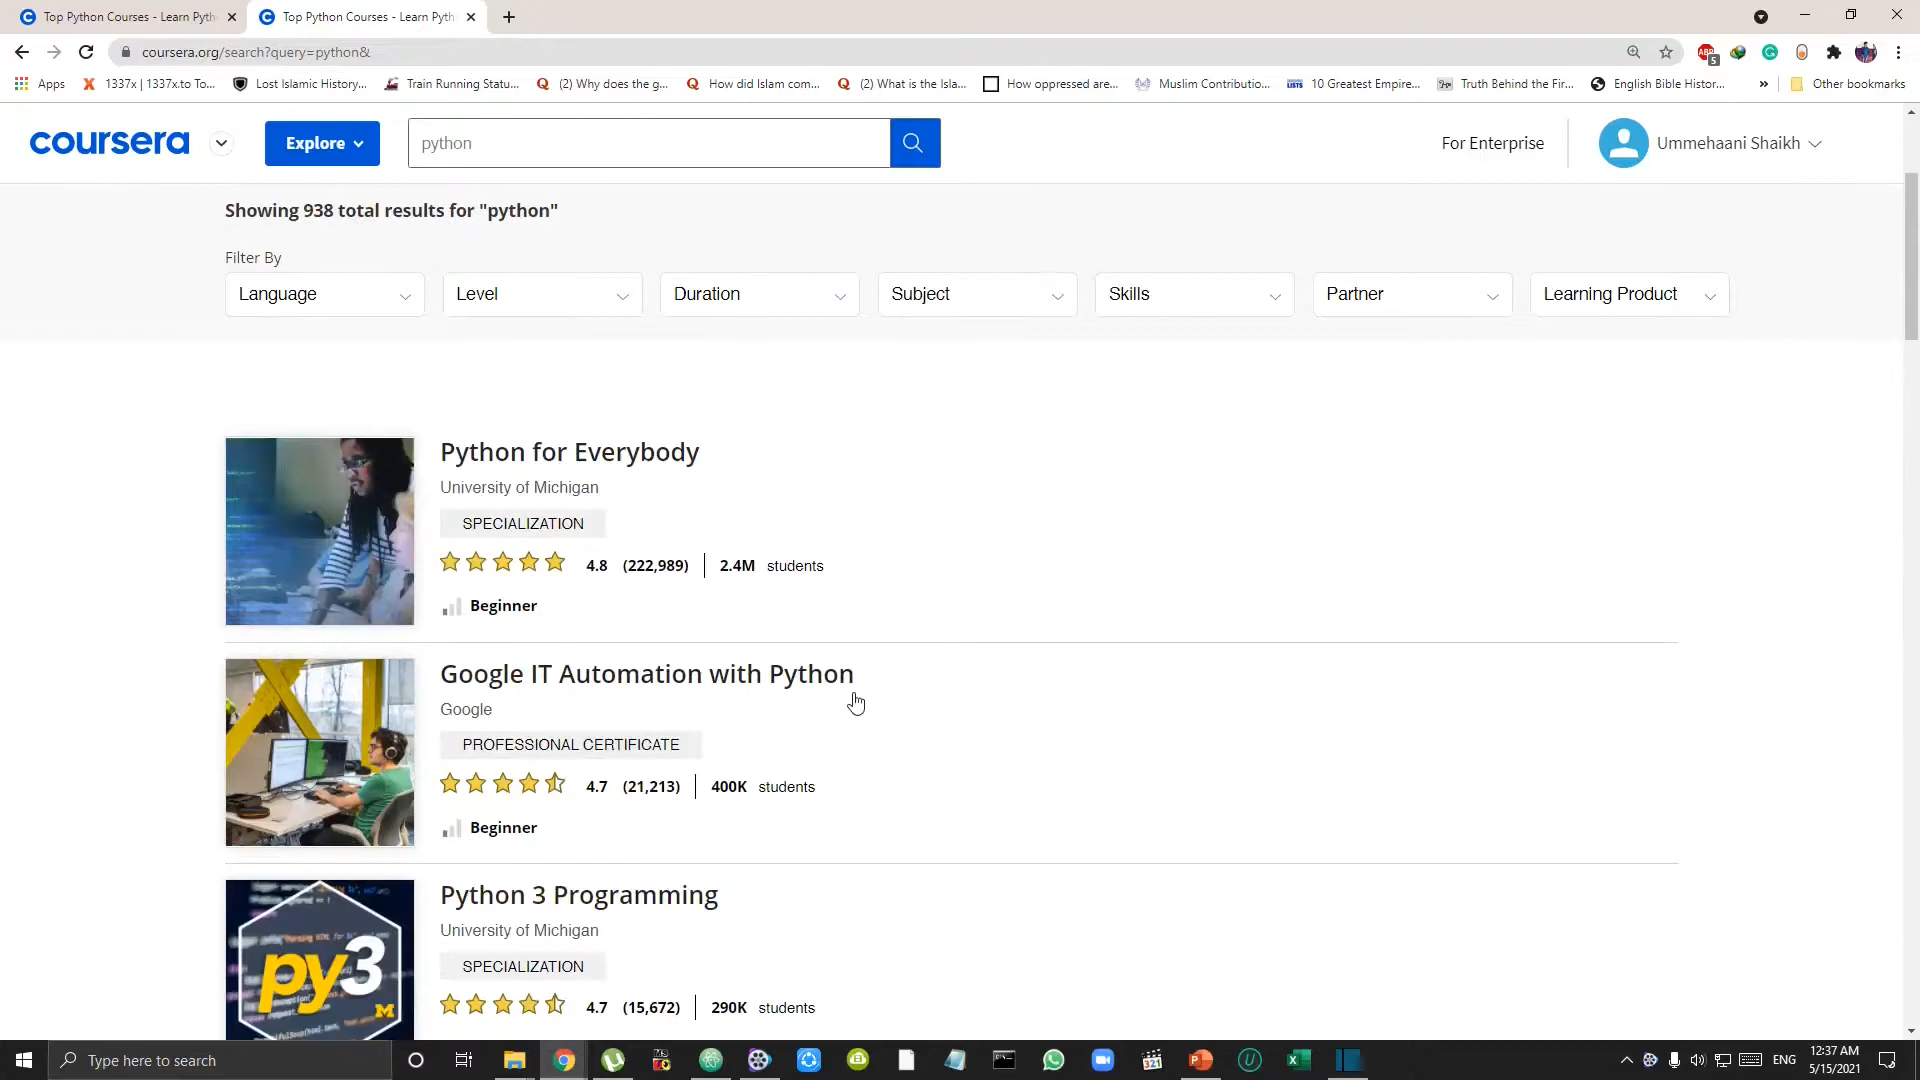 Top Python Courses - Learn Pyth
Top Python Courses - Learn Pyth
coursera.org/search?query=python&
ABP
5
Apps
1337x | 1337x.to To...
Lost Islamic History...
Train Running Statu...
(2) Why does the g...
How did Islam com...
(2) What is the Isla...
How oppressed are...
Muslim Contributio...
LISTS
10 Greatest Empire...
Truth Behind the Fir...
English Bible Histor...
»
Other bookmarks
coursera
Explore
python
For Enterprise
Ummehaani Shaikh
Showing 938 total results for "python"
Filter By
Language
Level
Duration
Subject
Skills
Partner
Learning Product
Python for Everybody
University of Michigan
SPECIALIZATION
4.8 (222,989) 2.4M students
Beginner
Google IT Automation with Python
Google
PROFESSIONAL CERTIFICATE
4.7 (21,213) 400K students
Beginner
Python 3 Programming
University of Michigan
SPECIALIZATION
4.7 (15,672) 290K students
py3
M
Type here to search
321
ENG
12:37 AM
5/15/2021